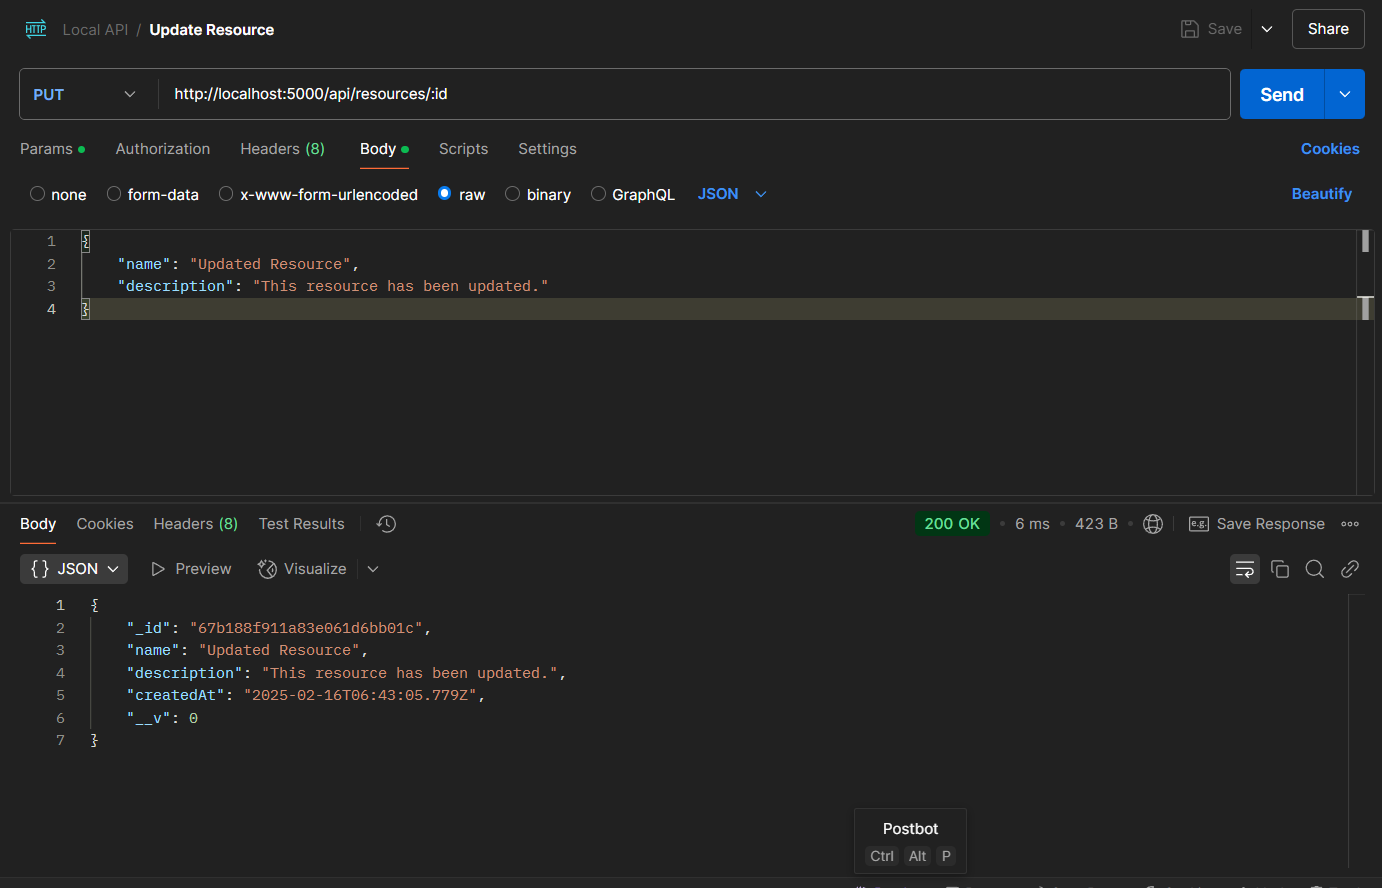 HTTP Local API / Update Resource Save Share
PUT http://localhost:5000/api/resources/:id Send
Params Authorization Headers (8) Body Scripts Settings Cookies
none form-data x-www-form-urlencoded raw binary GraphQL JSON Beautify
1 {
2 "name": "Updated Resource",
3 "description": "This resource has been updated."
4 }
Body Cookies Headers (8) Test Results 200 OK • 6 ms • 423 B • e.g. Save Response
{} JSON Preview Visualize
1 {
2 "_id": "67b188f911a83e061d6bb01c",
3 "name": "Updated Resource",
4 "description": "This resource has been updated.",
5 "createdAt": "2025-02-16T06:43:05.779Z",
6 "__v": 0
7 }
Postbot
Ctrl Alt P